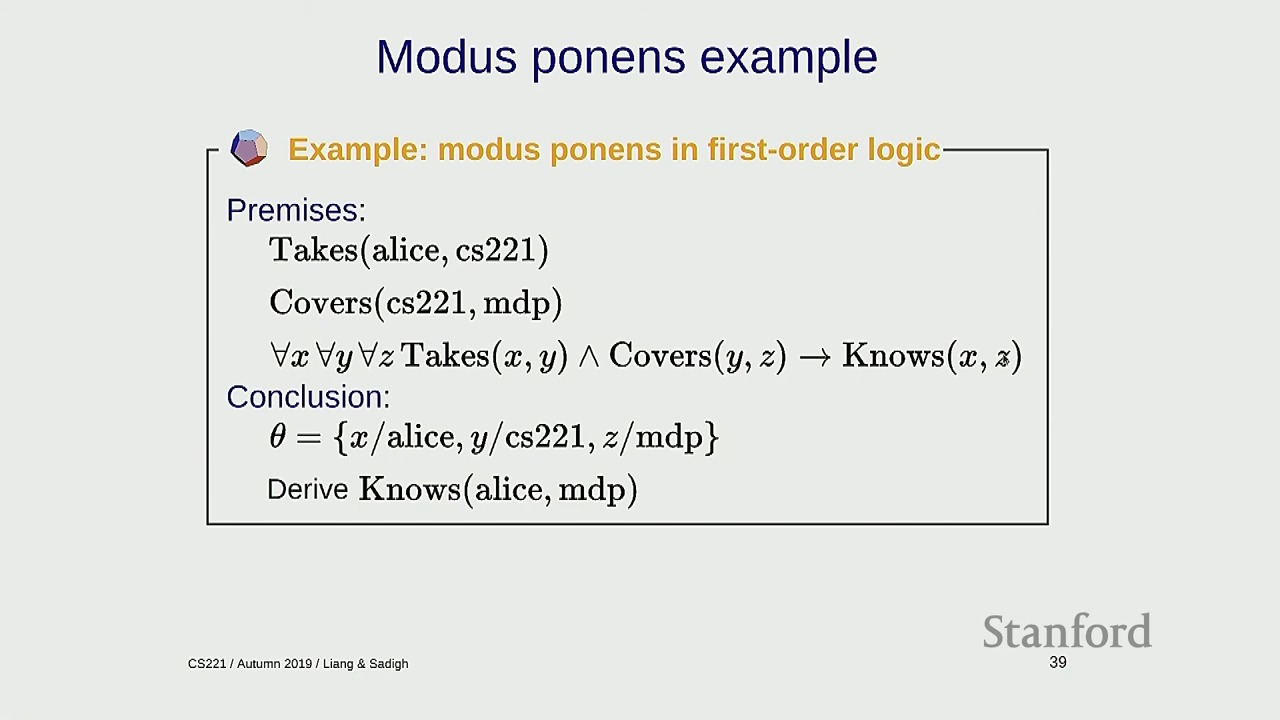 Modus ponens example
Example: modus ponens in first-order logic
Premises:
Takes(alice, cs221)
Covers(cs221, mdp)
∀x ∀y ∀z Takes(x, y) ∧ Covers(y, z) → Knows(x, z)
Conclusion:
θ = {x/alice, y/cs221, z/mdp}
Derive Knows(alice, mdp)
Stanford
CS221 / Autumn 2019 / Liang & Sadigh
39